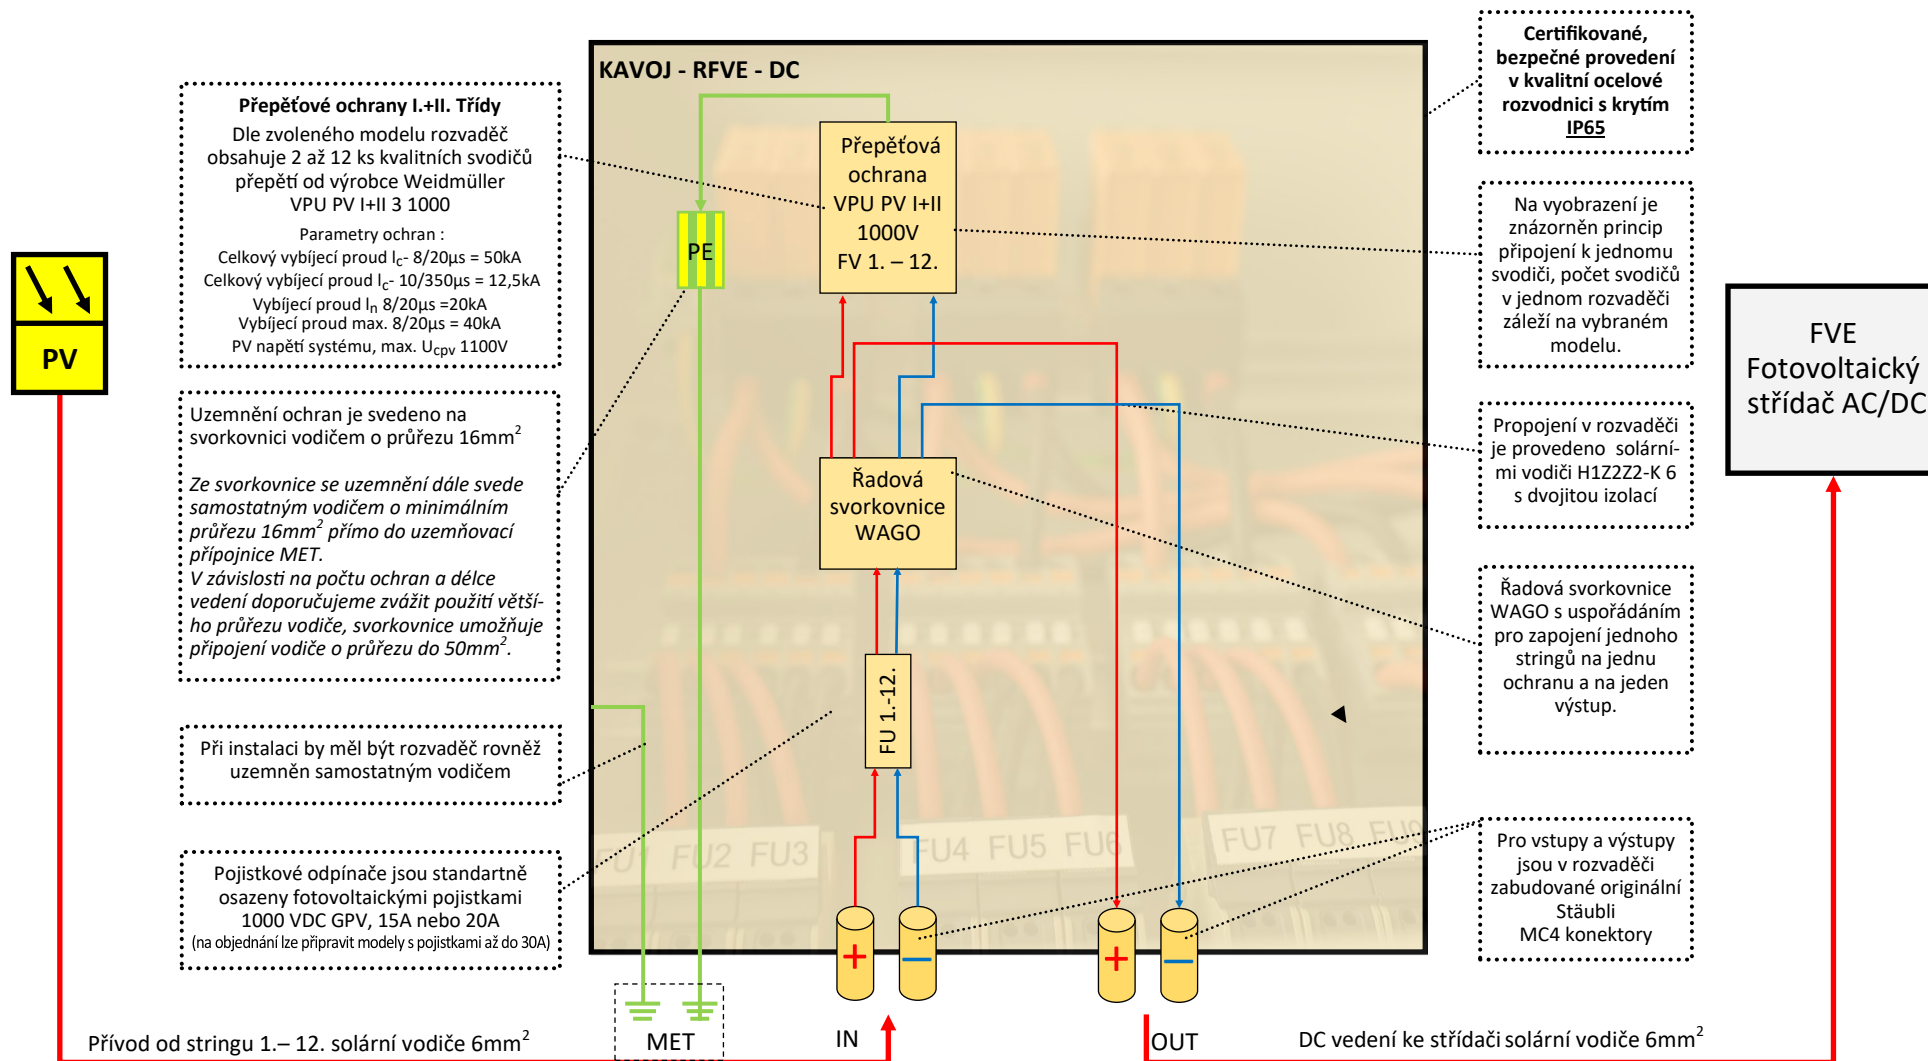 KAVOJ - RFVE - DC
Přepěťové ochrany I.+II. Třídy
Dle zvoleného modelu rozvaděč
obsahuje 2 až 12 ks kvalitních svodičů
přepětí od výrobce Weidmüller
VPU PV I+II 3 1000
Parametry ochran :
Celkový vybíjecí proud Ic- 8/20µs = 50kA
Celkový vybíjecí proud Ic- 10/350µs = 12,5kA
Vybíjecí proud In 8/20µs =20kA
Vybíjecí proud max. 8/20µs = 40kA
PV napětí systému, max. Ucpv 1100V
PV
Uzemnění ochran je svedeno na
svorkovnici vodičem o průřezu 16mm²
Ze svorkovnice se uzemnění dále svede
samostatným vodičem o minimálním
průřezu 16mm² přímo do uzemňovací
přípojnice MET.
V závislosti na počtu ochran a délce
vedení doporučujeme zvážit použití větší-
ho průřezu vodiče, svorkovnice umožňuje
připojení vodiče o průřezu do 50mm².
Při instalaci by měl být rozvaděč rovněž
uzemněn samostatným vodičem
Pojistkové odpínače jsou standartně
osazeny fotovoltaickými pojistkami
1000 VDC GPV, 15A nebo 20A
(na objednání lze připravit modely s pojistkami až do 30A)
PE
Přepěťová
ochrana
VPU PV I+II
1000V
FV 1. – 12.
Řadová
svorkovnice
WAGO
FU 1.-12.
FU1 FU2 FU3
FU4 FU5 FU6
FU7 FU8 FU9
+
−
+
−
Certifikované,
bezpečné provedení
v kvalitní ocelové
rozvodnici s krytím
IP65
Na vyobrazení je
znázorněn princip
připojení k jednomu
svodiči, počet svodičů
v jednom rozvaděči
záleží na vybraném
modelu.
Propojení v rozvaděči
je provedeno solární-
mi vodiči H1Z2Z2-K 6
s dvojitou izolací
Řadová svorkovnice
WAGO s uspořádáním
pro zapojení jednoho
stringů na jednu
ochranu a na jeden
výstup.
Pro vstupy a výstupy
jsou v rozvaděči
zabudované originální
Stäubli
MC4 konektory
FVE
Fotovoltaický
střídač AC/DC
Přívod od stringu 1.– 12. solární vodiče 6mm²
MET
IN
OUT
DC vedení ke střídači solární vodiče 6mm²